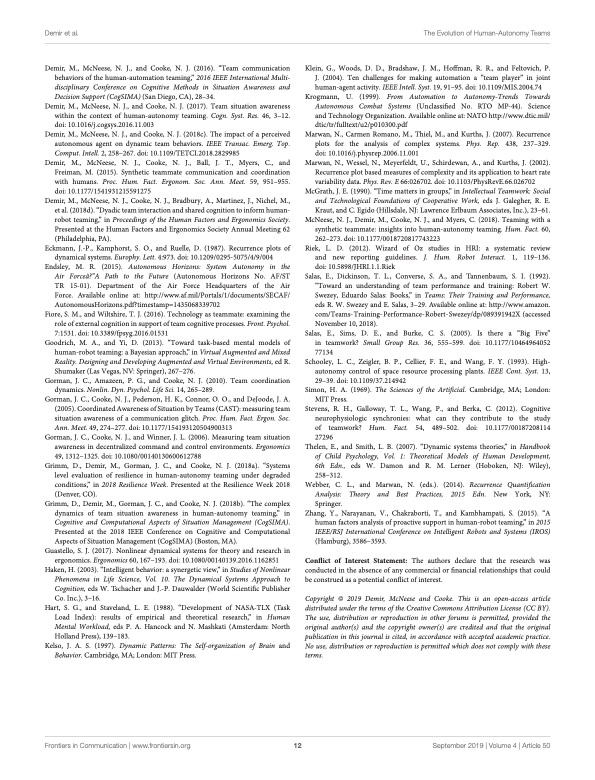 Demir et al.
The Evolution of Human-Autonomy Teams
Demir, M., McNeese, N. J., and Cooke, N. J. (2016). "Team communication
behaviors of the human-automation teaming," 2016 IEEE International Multi-
disciplinary Conference on Cognitive Methods in Situation Awareness and
Decision Support (CogSIMA) (San Diego, CA), 28–34.
Demir, M., McNeese, N. J., and Cooke, N. J. (2017). Team situation awareness
within the context of human-autonomy teaming. Cogn. Syst. Res. 46, 3–12.
doi: 10.1016/j.cogsys.2016.11.003
Demir, M., McNeese, N. J., and Cooke, N. J. (2018c). The impact of a perceived
autonomous agent on dynamic team behaviors. IEEE Transac. Emerg. Top.
Comput. Intell. 2, 258–267. doi: 10.1109/TETCI.2018.2829985
Demir, M., McNeese, N. J., Cooke, N. J., Ball, J. T., Myers, C., and
Freiman, M. (2015). Synthetic teammate communication and coordination
with humans. Proc. Hum. Fact. Ergonom. Soc. Ann. Meet. 59, 951–955.
doi: 10.1177/1541931215591275
Demir, M., McNeese, N. J., Cooke, N. J., Bradbury, A., Martinez, J., Nichel, M.,
et al. (2018d). "Dyadic team interaction and shared cognition to inform human-
robot teaming," in Proceedings of the Human Factors and Ergonomics Society.
Presented at the Human Factors and Ergonomics Society Annual Meeting 62
(Philadelphia, PA).
Eckmann, J.-P., Kamphorst, S. O., and Ruelle, D. (1987). Recurrence plots of
dynamical systems. Europhy. Lett. 4:973. doi: 10.1209/0295-5075/4/9/004
Endsley, M. R. (2015). Autonomous Horizons: System Autonomy in the
Air Force&#x02014;A Path to the Future (Autonomous Horizons No. AF/ST
TR 15-01). Department of the Air Force Headquarters of the Air
Force. Available online at: http://www.af.mil/Portals/1/documents/SECAF/
AutonomousHorizons.pdf?timestamp=1435068339702
Fiore, S. M., and Wiltshire, T. J. (2016). Technology as teammate: examining the
role of external cognition in support of team cognitive processes. Front. Psychol.
7:1531. doi: 10.3389/fpsyg.2016.01531
Goodrich, M. A., and Yi, D. (2013). "Toward task-based mental models of
human-robot teaming: a Bayesian approach," in Virtual Augmented and Mixed
Reality. Designing and Developing Augmented and Virtual Environments, ed R.
Shumaker (Las Vegas, NV: Springer), 267–276.
Gorman, J. C., Amazeen, P. G., and Cooke, N. J. (2010). Team coordination
dynamics. Nonlin. Dyn. Psychol. Life Sci. 14, 265–289.
Gorman, J. C., Cooke, N. J., Pederson, H. K., Connor, O. O., and DeJoode, J. A.
(2005). Coordinated Awareness of Situation by Teams (CAST): measuring team
situation awareness of a communication glitch. Proc. Hum. Fact. Ergon. Soc.
Ann. Meet. 49, 274–277. doi: 10.1177/154193120504900313
Gorman, J. C., Cooke, N. J., and Winner, J. L. (2006). Measuring team situation
awareness in decentralized command and control environments. Ergonomics
49, 1312–1325. doi: 10.1080/00140130600612788
Grimm, D., Demir, M., Gorman, J. C., and Cooke, N. J. (2018a). "Systems
level evaluation of resilience in human-autonomy teaming under degraded
conditions," in 2018 Resilience Week. Presented at the Resilience Week 2018
(Denver, CO).
Grimm, D., Demir, M., Gorman, J. C., and Cooke, N. J. (2018b). "The complex
dynamics of team situation awareness in human-autonomy teaming," in
Cognitive and Computational Aspects of Situation Management (CogSIMA).
Presented at the 2018 IEEE Conference on Cognitive and Computational
Aspects of Situation Management (CogSIMA) (Boston, MA).
Guastello, S. J. (2017). Nonlinear dynamical systems for theory and research in
ergonomics. Ergonomics 60, 167–193. doi: 10.1080/00140139.2016.1162851
Haken, H. (2003). "Intelligent behavior: a synergetic view," in Studies of Nonlinear
Phenomena in Life Science, Vol. 10. The Dynamical Systems Approach to
Cognition, eds W. Tschacher and J.-P. Dauwalder (World Scientific Publisher
Co. Inc.), 3–16.
Hart, S. G., and Staveland, L. E. (1988). "Development of NASA-TLX (Task
Load Index): results of empirical and theoretical research," in Human
Mental Workload, eds P. A. Hancock and N. Mashkati (Amsterdam: North
Holland Press), 139–183.
Kelso, J. A. S. (1997). Dynamic Patterns: The Self-organization of Brain and
Behavior. Cambridge, MA; London: MIT Press.
Klein, G., Woods, D. D., Bradshaw, J. M., Hoffman, R. R., and Feltovich, P.
J. (2004). Ten challenges for making automation a "team player" in joint
human-agent activity. IEEE Intell. Syst. 19, 91–95. doi: 10.1109/MIS.2004.74
Krogmann, U. (1999). From Automation to Autonomy-Trends Towards
Autonomous Combat Systems (Unclassified No. RTO MP-44). Science
and Technology Organization. Available online at: NATO http://www.dtic.mil/
dtic/tr/fulltext/u2/p010300.pdf
Marwan, N., Carmen Romano, M., Thiel, M., and Kurths, J. (2007). Recurrence
plots for the analysis of complex systems. Phys. Rep. 438, 237–329.
doi: 10.1016/j.physrep.2006.11.001
Marwan, N., Wessel, N., Meyerfeldt, U., Schirdewan, A., and Kurths, J. (2002).
Recurrence plot based measures of complexity and its application to heart rate
variability data. Phys. Rev. E 66:026702. doi: 10.1103/PhysRevE.66.026702
McGrath, J. E. (1990). "Time matters in groups," in Intellectual Teamwork: Social
and Technological Foundations of Cooperative Work, eds J. Galegher, R. E.
Kraut, and C. Egido (Hillsdale, NJ: Lawrence Erlbaum Associates, Inc.), 23–61.
McNeese, N. J., Demir, M., Cooke, N. J., and Myers, C. (2018). Teaming with a
synthetic teammate: insights into human-autonomy teaming. Hum. Fact. 60,
262–273. doi: 10.1177/0018720817743223
Riek, L. D. (2012). Wizard of Oz studies in HRI: a systematic review
and new reporting guidelines. J. Hum. Robot Interact. 1, 119–136.
doi: 10.5898/JHRI.1.1.Riek
Salas, E., Dickinson, T. L., Converse, S. A., and Tannenbaum, S. I. (1992).
"Toward an understanding of team performance and training: Robert W.
Swezey, Eduardo Salas: Books," in Teams: Their Training and Performance,
eds R. W. Swezey and E. Salas, 3–29. Available online at: http://www.amazon.
com/Teams-Training-Performance-Robert-Swezey/dp/089391942X (accessed
November 10, 2018).
Salas, E., Sims, D. E., and Burke, C. S. (2005). Is there a "Big Five"
in teamwork? Small Group Res. 36, 555–599. doi: 10.1177/10464964052
77134
Schooley, L. C., Zeigler, B. P., Cellier, F. E., and Wang, F. Y. (1993). High-
autonomy control of space resource processing plants. IEEE Cont. Syst. 13,
29–39. doi: 10.1109/37.214942
Simon, H. A. (1969). The Sciences of the Artificial. Cambridge, MA; London:
MIT Press.
Stevens, R. H., Galloway, T. L., Wang, P., and Berka, C. (2012). Cognitive
neurophysiologic synchronies: what can they contribute to the study
of teamwork? Hum. Fact. 54, 489–502. doi: 10.1177/00187208114
27296
Thelen, E., and Smith, L. B. (2007). "Dynamic systems theories," in Handbook
of Child Psychology, Vol. 1: Theoretical Models of Human Development,
6th Edn., eds W. Damon and R. M. Lerner (Hoboken, NJ: Wiley),
258–312.
Webber, C. L., and Marwan, N. (eds.). (2014). Recurrence Quantification
Analysis: Theory and Best Practices, 2015 Edn. New York, NY:
Springer.
Zhang, Y., Narayanan, V., Chakraborti, T., and Kambhampati, S. (2015). "A
human factors analysis of proactive support in human-robot teaming," in 2015
IEEE/RSJ International Conference on Intelligent Robots and Systems (IROS)
(Hamburg), 3586–3593.
Conflict of Interest Statement: The authors declare that the research was
conducted in the absence of any commercial or financial relationships that could
be construed as a potential conflict of interest.
Copyright © 2019 Demir, McNeese and Cooke. This is an open-access article
distributed under the terms of the Creative Commons Attribution License (CC BY).
The use, distribution or reproduction in other forums is permitted, provided the
original author(s) and the copyright owner(s) are credited and that the original
publication in this journal is cited, in accordance with accepted academic practice.
No use, distribution or reproduction is permitted which does not comply with these
terms.
Frontiers in Communication | www.frontiersin.org
12
September 2019 | Volume 4 | Article 50